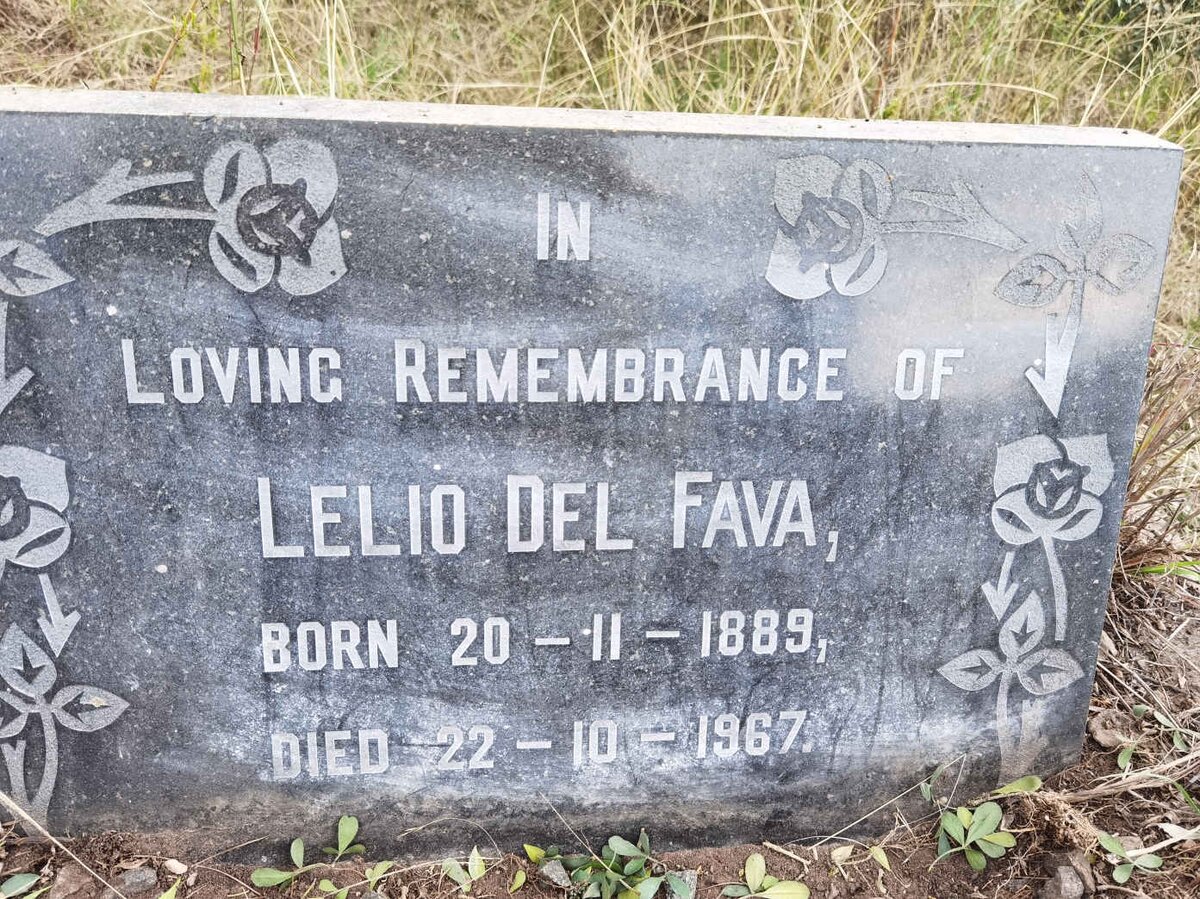 IN
LOVING REMEMBRANCE OF
LELIO DEL FAVA,
BORN 20-11-1889,
DIED 22-10-1967.